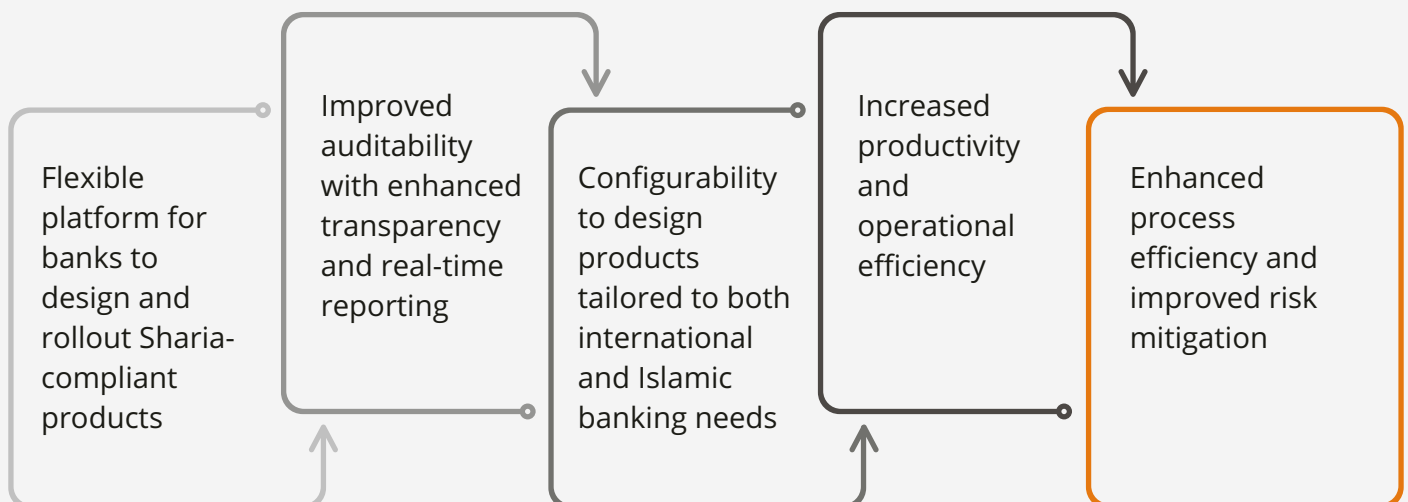 Flexible
platform for
banks to
design and
rollout Sharia-
compliant
products
Improved
auditability
with enhanced
transparency
and real-time
reporting
Configurability
to design
products
tailored to both
international
and Islamic
banking needs
Increased
productivity
and
operational
efficiency
Enhanced
process
efficiency and
improved risk
mitigation